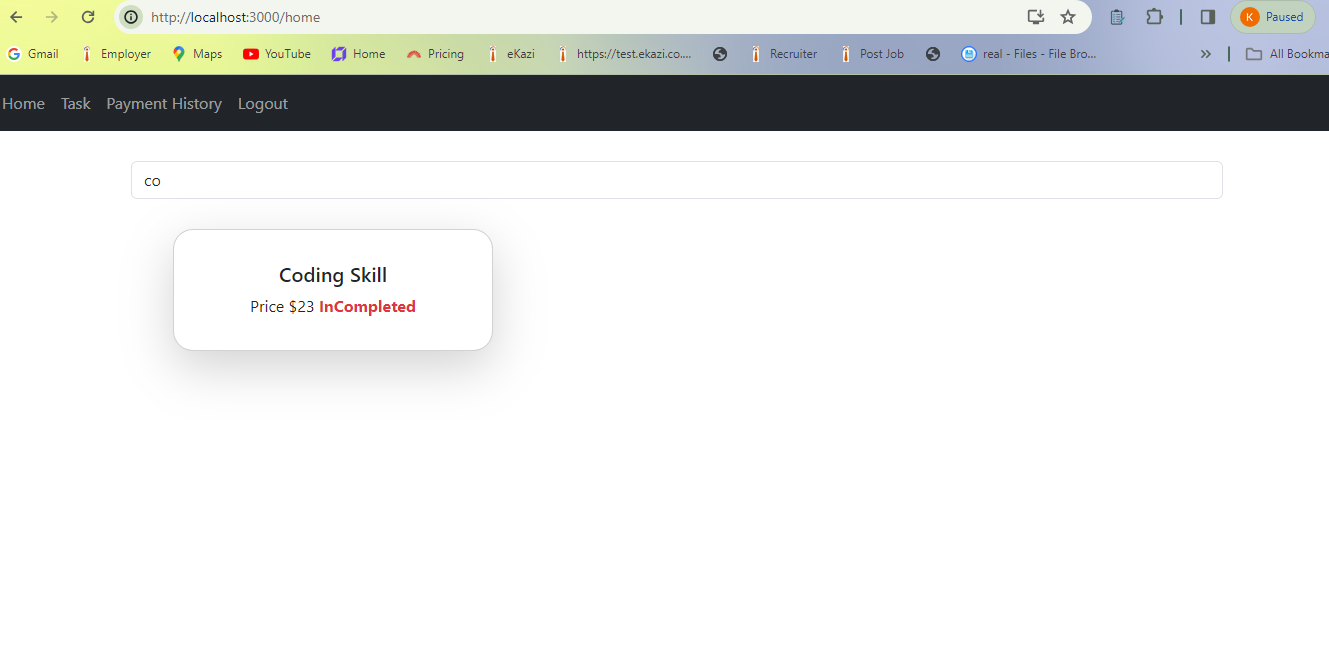 http://localhost:3000/home K Paused
Gmail Employer Maps YouTube Home Pricing eKazi https://test.ekazi.co.... Recruiter Post Job real - Files - File Bro... » All Bookma
Home Task Payment History Logout
co
Coding Skill
Price $23 InCompleted